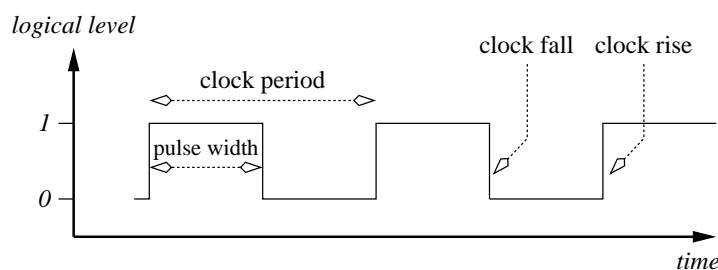 logical level
clock fall
clock rise
clock period
1
pulse width
0
time